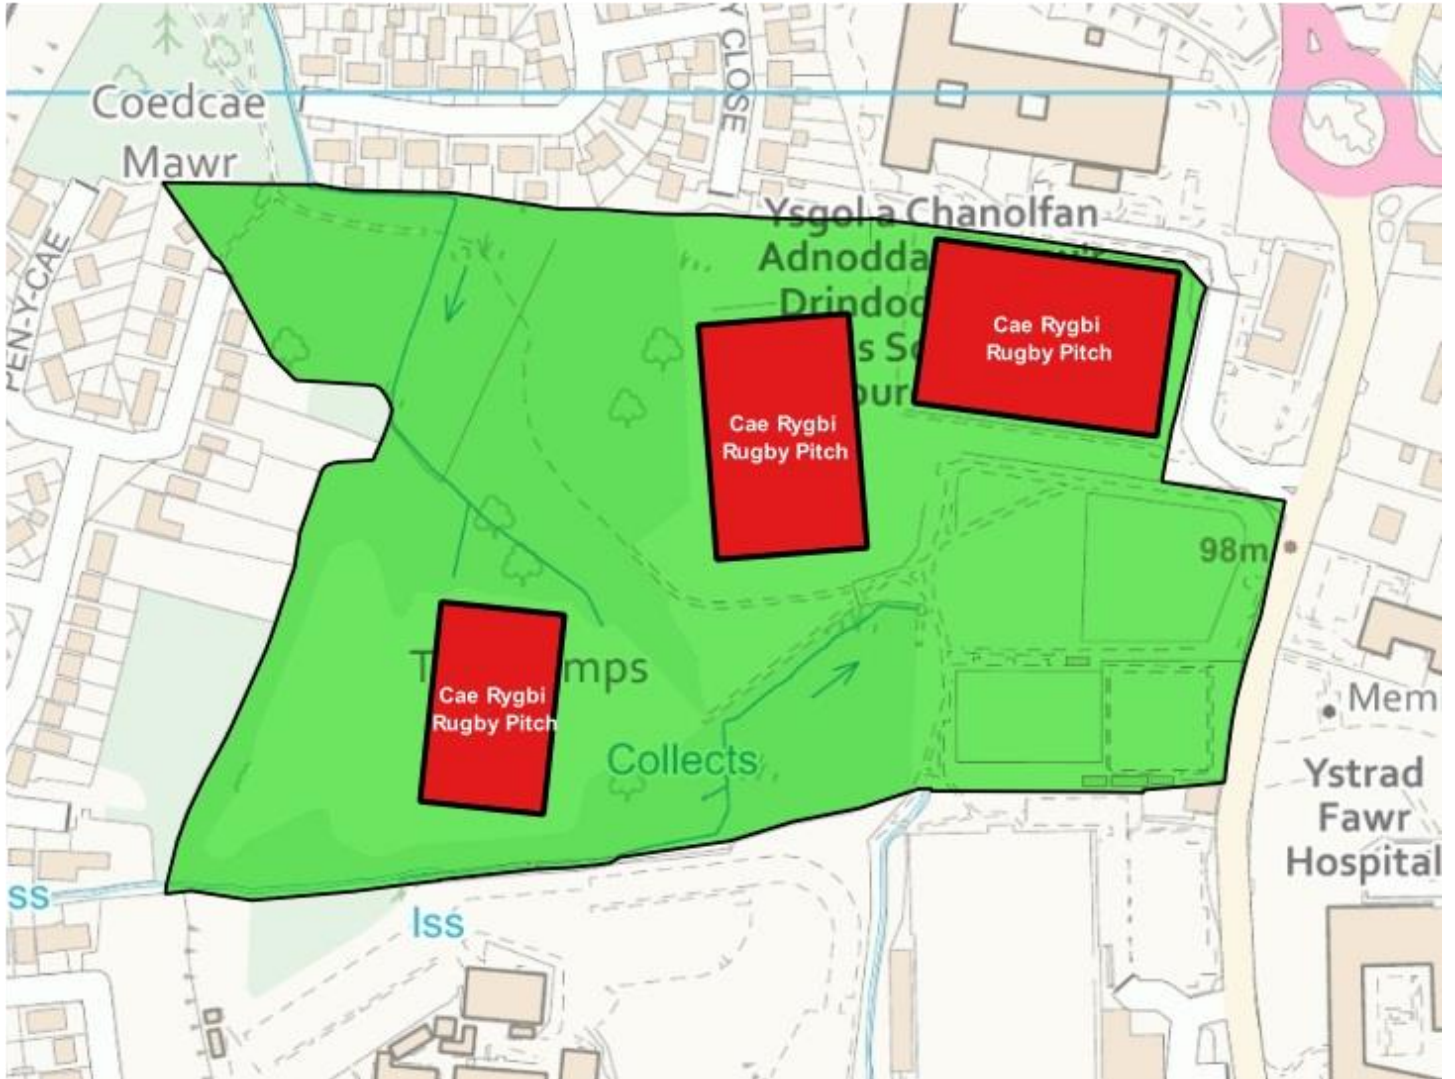 Coedcae
Mawr
Y CLOSE
PEN-Y-CAE
Ysgol a Chanolfan
Adnodda
Drindod
s Sc
our
Cae Rygbi
Rugby Pitch
Cae Rygbi
Rugby Pitch
98m
mps
Cae Rygbi
Rugby Pitch
Collects
Mem
Ystrad
Fawr
Hospital
ss
Iss